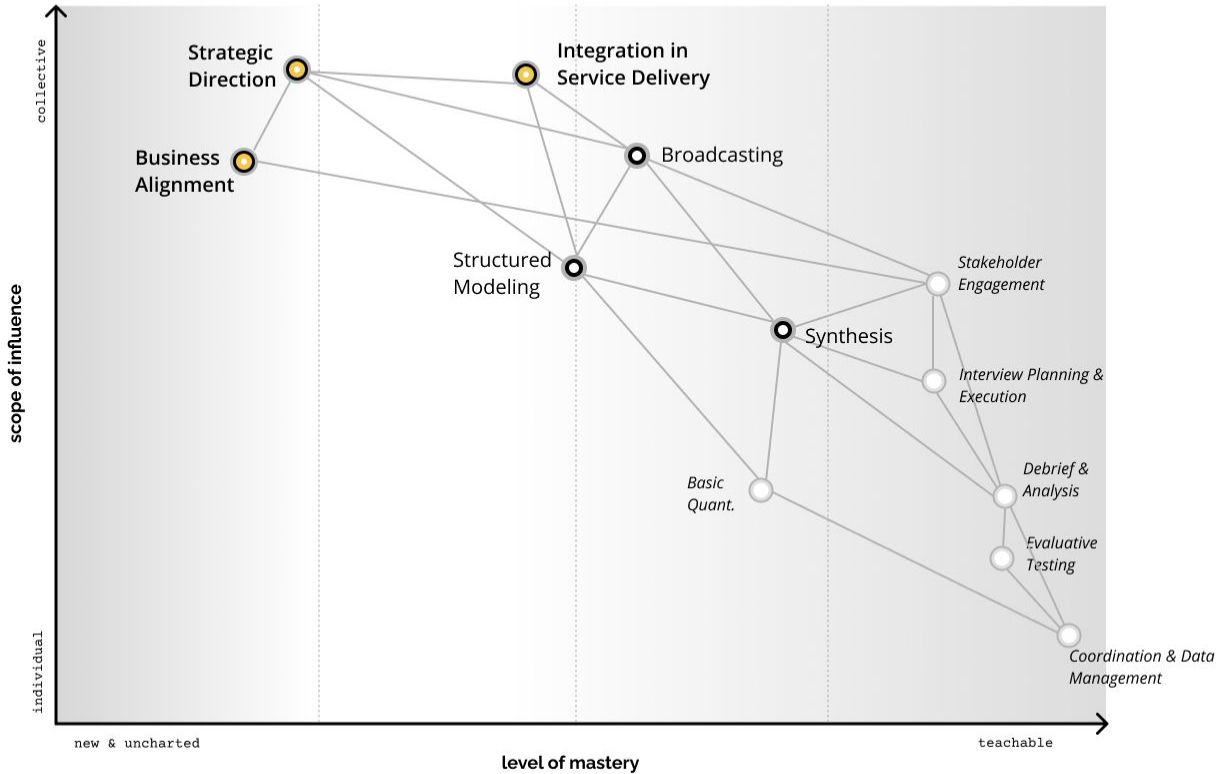 collective
Strategic
Direction
Integration in
Service Delivery
Business
Alignment
Broadcasting
Structured
Modeling
Stakeholder
Engagement
Synthesis
Interview Planning &
Execution
scope of influence
Basic
Quant.
Debrief &
Analysis
Evaluative
Testing
individual
Coordination & Data
Management
new & uncharted
teachable
level of mastery